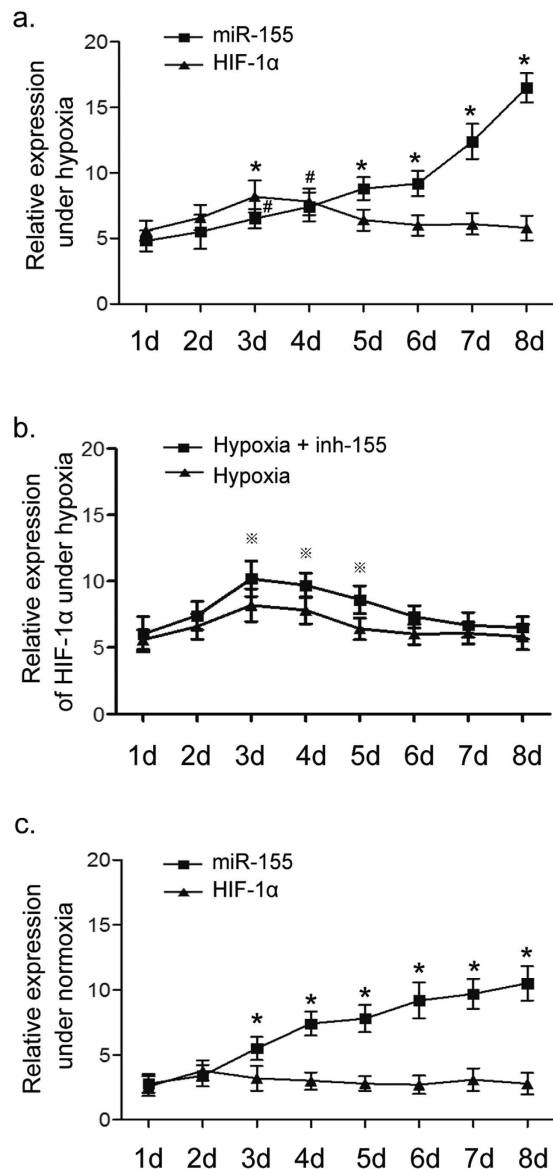 a.
miR-155
HIF-1α
Relative expression
under hypoxia
20
15
10
5
0
*
#
*
#
*
*
*
*
1d 2d 3d 4d 5d 6d 7d 8d
b.
Hypoxia + inh-155
Hypoxia
Relative expression
of HIF-1α under hypoxia
20
15
10
5
0
※ ※ ※
1d 2d 3d 4d 5d 6d 7d 8d
c.
miR-155
HIF-1α
Relative expression
under normoxia
20
15
10
5
0
* * * * * *
1d 2d 3d 4d 5d 6d 7d 8d